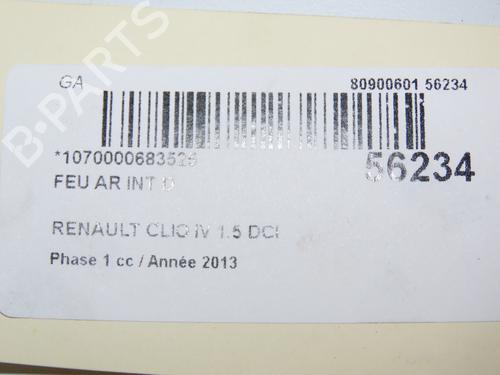 B-PARTS
GA
80900601 56234
*1070000683526
56234
FEU AR INT D
RENAULT CLIO IV 1.5 DCI
Phase 1 cc / Année 2013